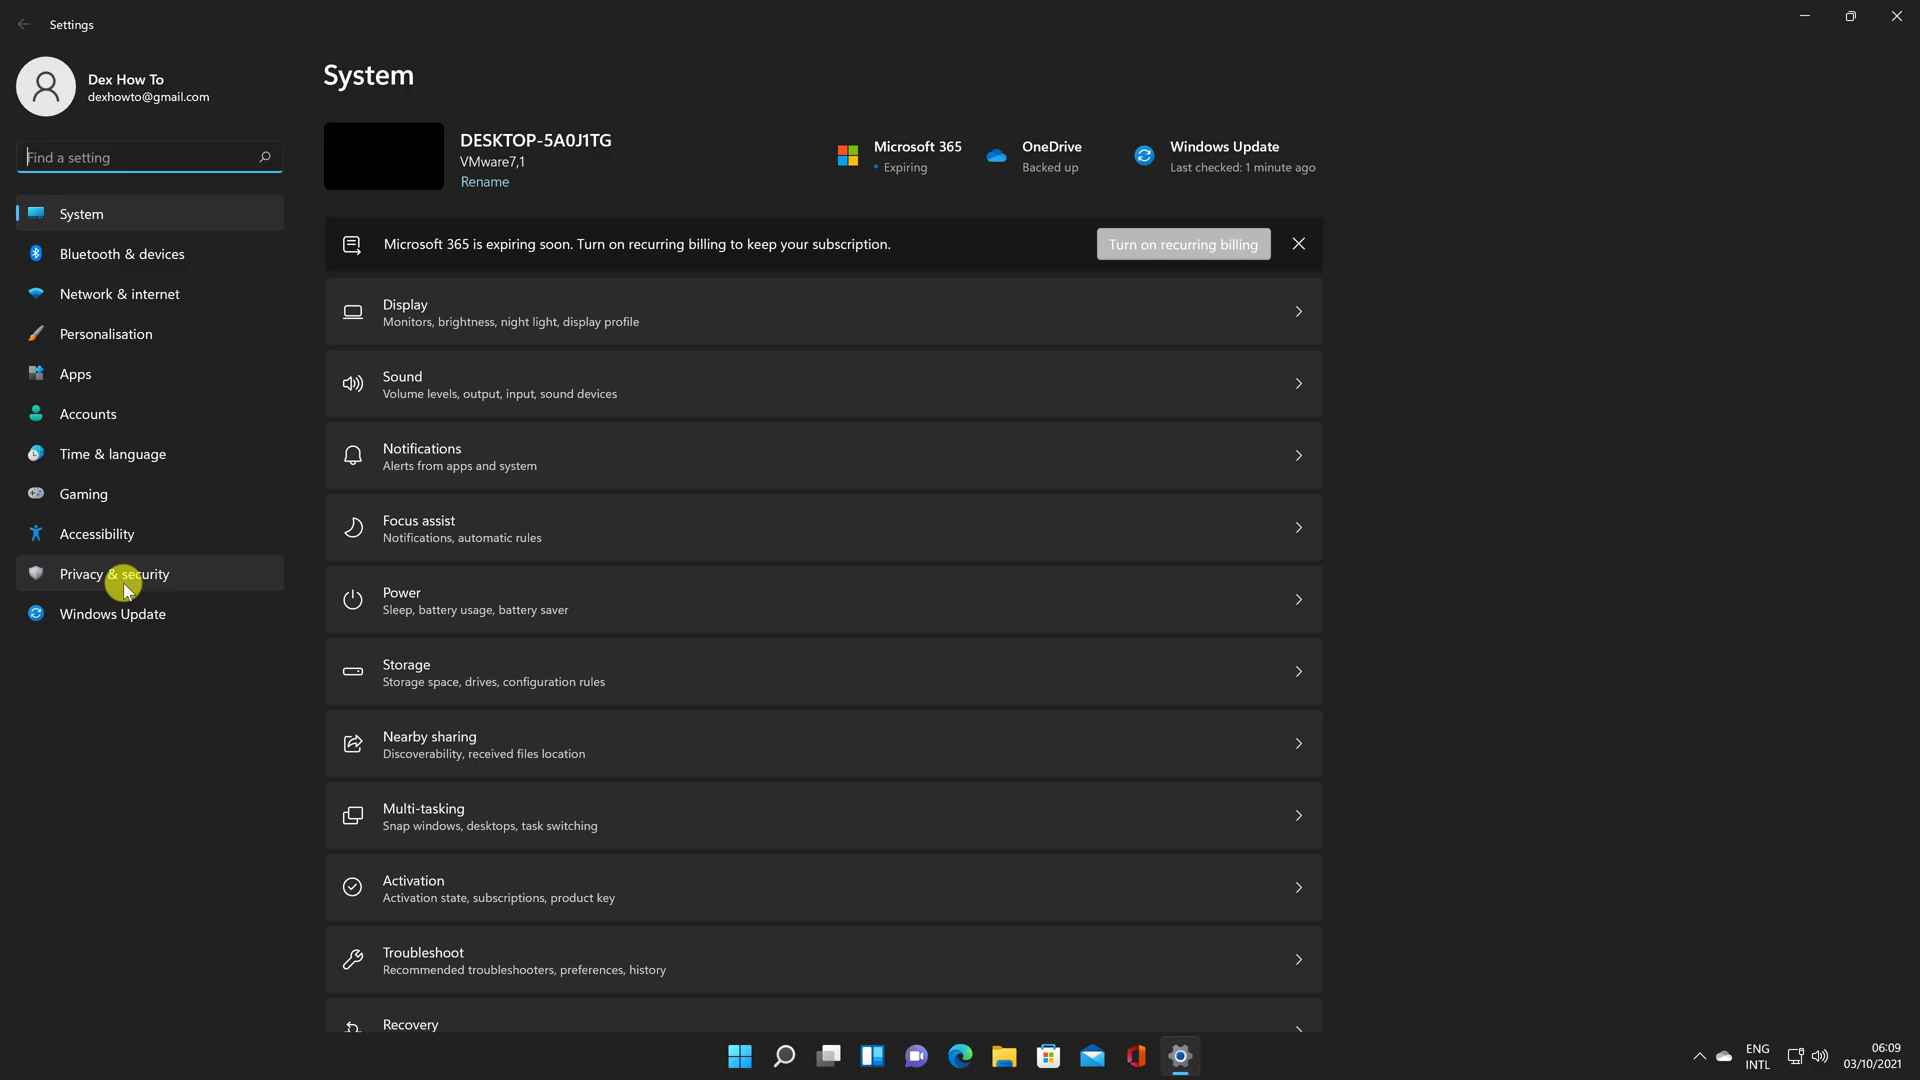 Settings
Dex How To
dexhowto@gmail.com
Find a setting
System
Bluetooth & devices
Network & internet
Personalisation
Apps
Accounts
Time & language
Gaming
Accessibility
Privacy & security
Windows Update
System
DESKTOP-5A0J1TG
VMware7,1
Rename
Microsoft 365
• Expiring
OneDrive
Backed up
Windows Update
Last checked: 1 minute ago
Microsoft 365 is expiring soon. Turn on recurring billing to keep your subscription.
Turn on recurring billing
Display
Monitors, brightness, night light, display profile
Sound
Volume levels, output, input, sound devices
Notifications
Alerts from apps and system
Focus assist
Notifications, automatic rules
Power
Sleep, battery usage, battery saver
Storage
Storage space, drives, configuration rules
Nearby sharing
Discoverability, received files location
Multi-tasking
Snap windows, desktops, task switching
Activation
Activation state, subscriptions, product key
Troubleshoot
Recommended troubleshooters, preferences, history
Recovery
ENG
INTL
06:09
03/10/2021